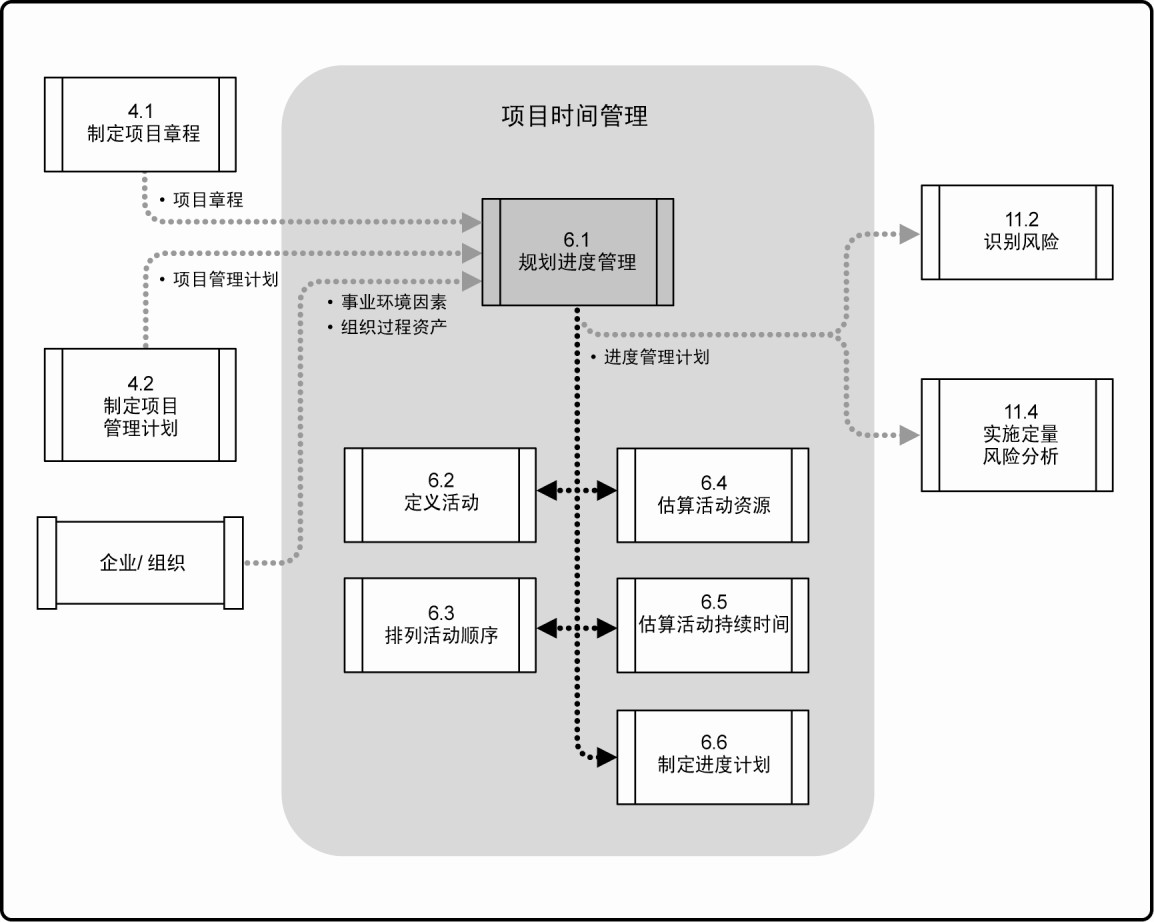 项目时间管理
4.1
制定项目章程
• 项目章程
6.1
规划进度管理
11.2
识别风险
• 项目管理计划
• 事业环境因素
• 组织过程资产
• 进度管理计划
4.2
制定项目
管理计划
11.4
实施定量
风险分析
6.2
定义活动
6.4
估算活动资源
企业/ 组织
6.3
排列活动顺序
6.5
估算活动持续时间
6.6
制定进度计划